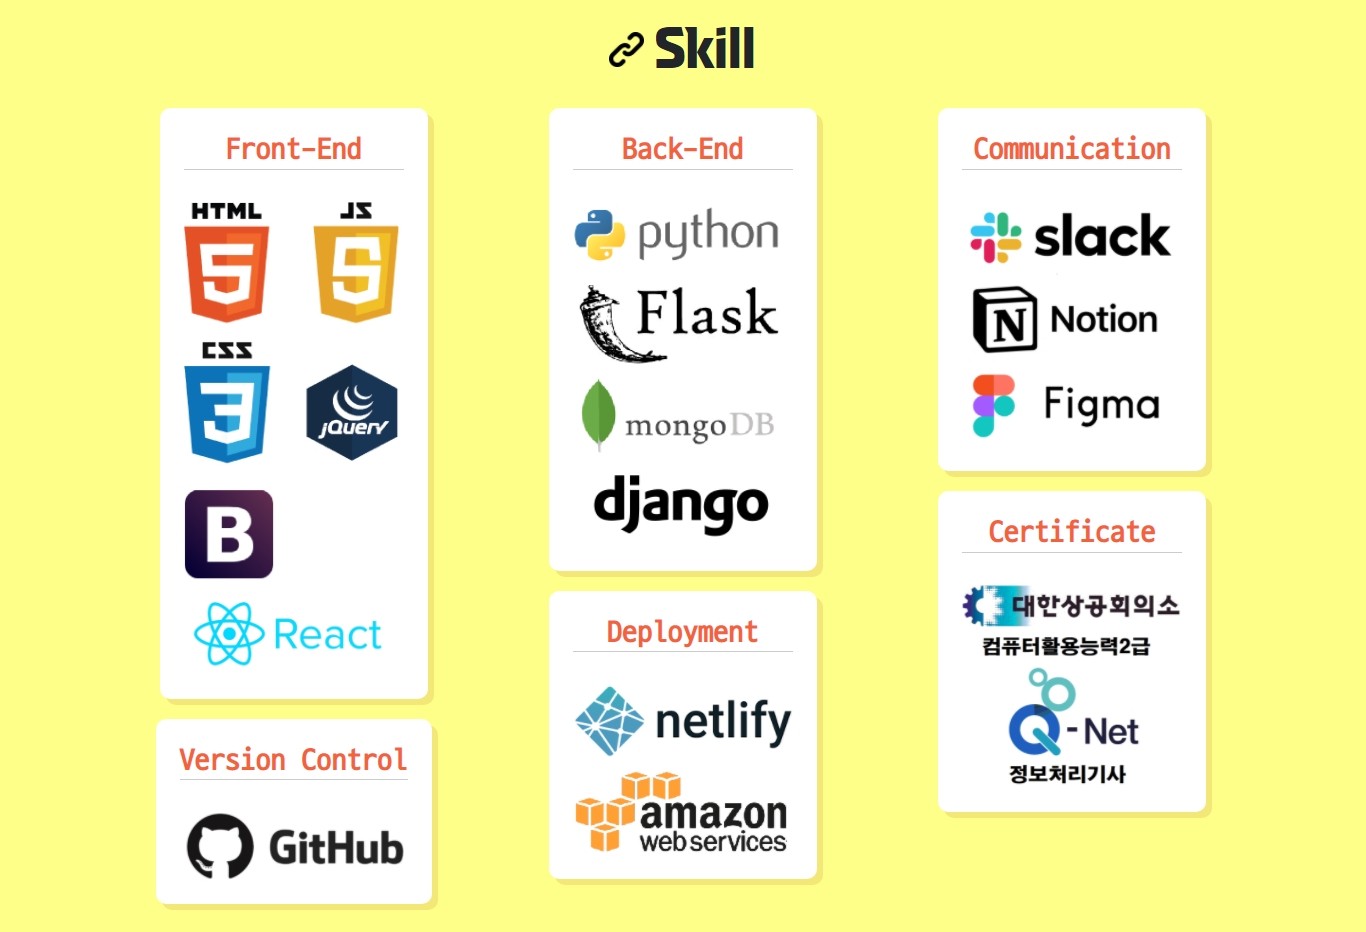 Skill
Front-End
HTML
5
JS
5
CSS
3
jQuery
B
React
Version Control
GitHub
Back-End
python
Flask
mongoDB
django
Deployment
netlify
amazon
web services
Communication
slack
N Notion
Figma
Certificate
대한상공회의소
컴퓨터활용능력2급
Q-Net
정보처리기사